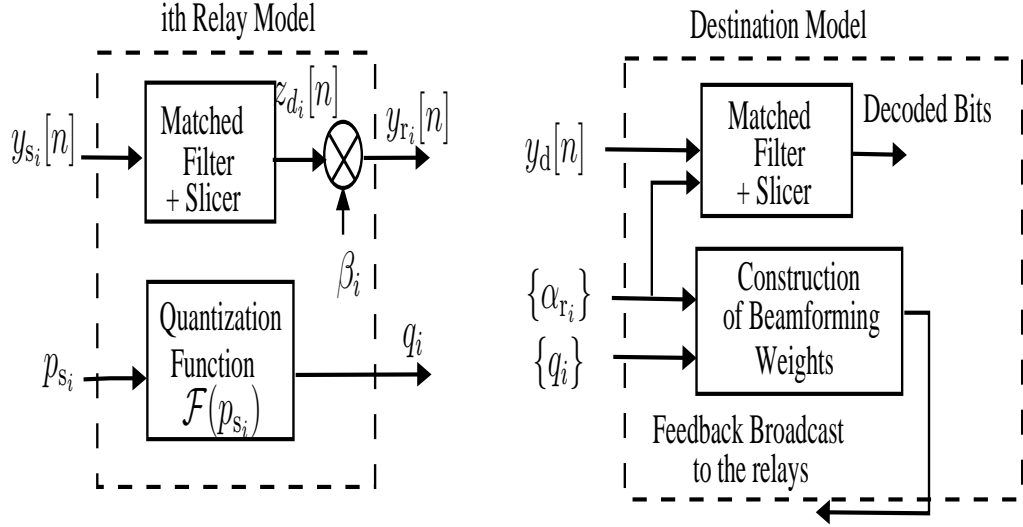 ith Relay Model
y_{s_i}[n]
Matched
Filter
+ Slicer
z_{d_i}[n]
y_{r_i}[n]
β_i
p_{s_i}
Quantization
Function
ℱ(p_{s_i})
q_i
Destination Model
y_d[n]
Matched
Filter
+ Slicer
Decoded Bits
{α_{r_i}}
{q_i}
Construction
of Beamforming
Weights
Feedback Broadcast
to the relays